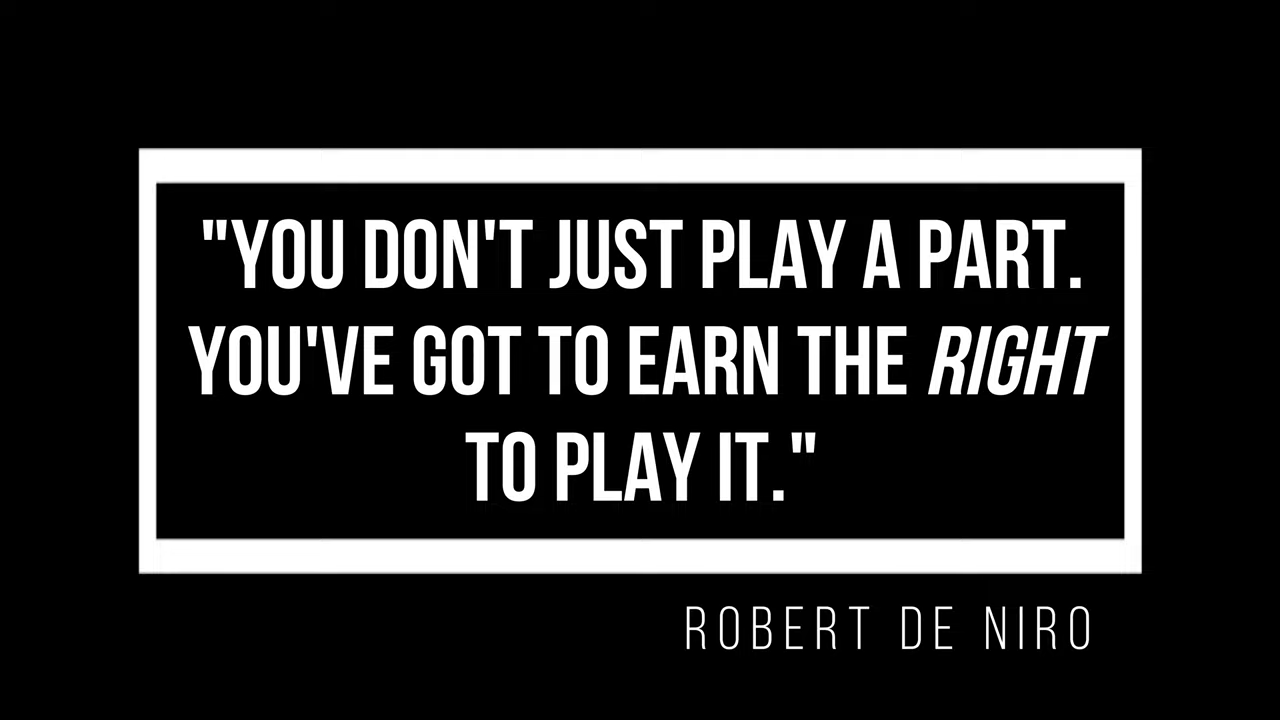 "YOU DON'T JUST PLAY A PART.
YOU'VE GOT TO EARN THE RIGHT
TO PLAY IT."
ROBERT DE NIRO